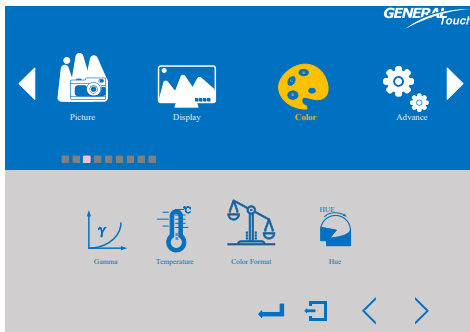 GENERAL Touch
Picture
Display
Color
Advance
°C
γ
HUE
Gamma
Temperature
Color Format
Hue